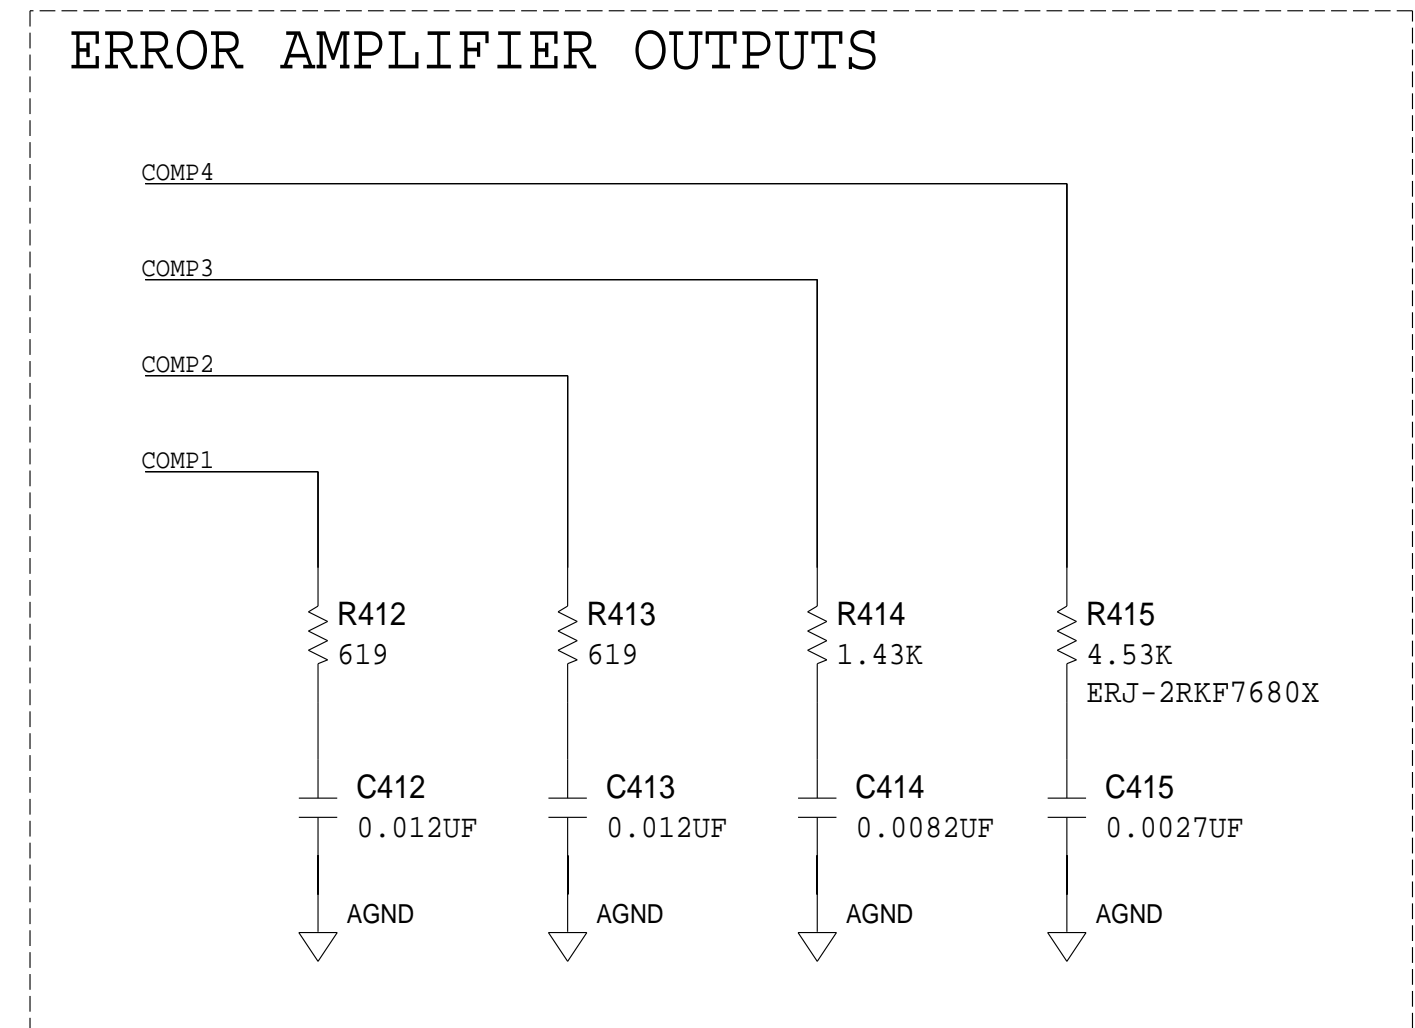 ERROR AMPLIFIER OUTPUTS
COMP4
COMP3
COMP2
COMP1
R412
619
R413
619
R414
1.43K
R415
4.53K
ERJ-2RKF7680X
C412
0.012UF
C413
0.012UF
C414
0.0082UF
C415
0.0027UF
AGND
AGND
AGND
AGND